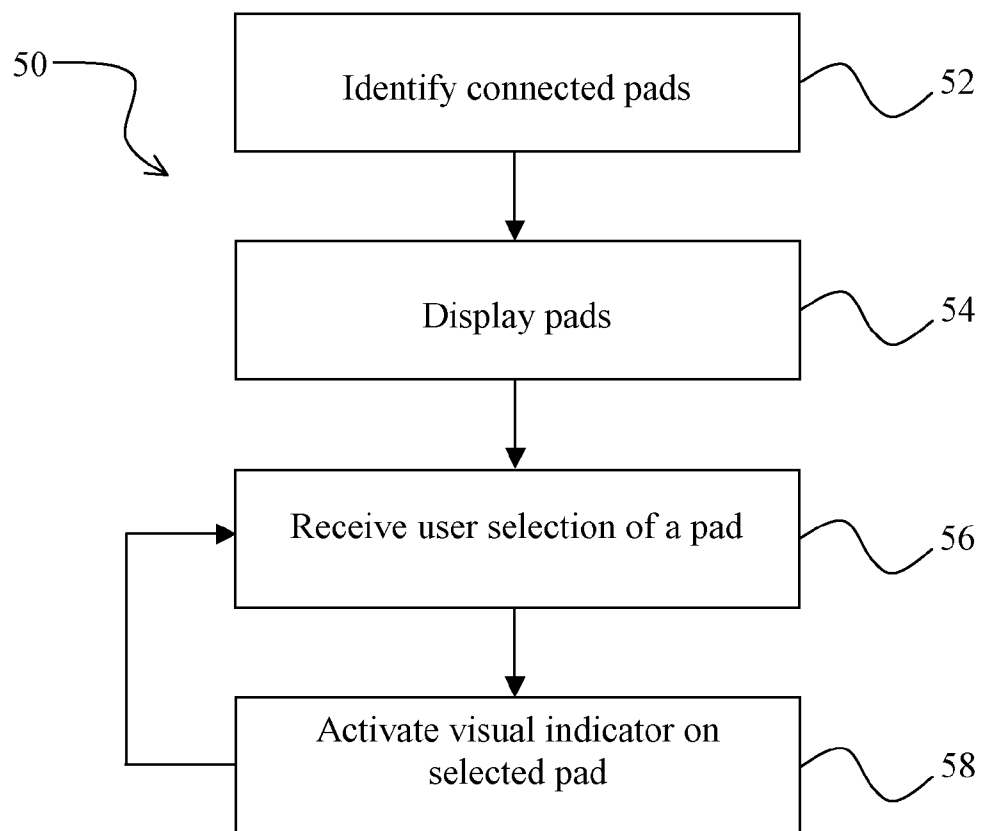 50
Identify connected pads
52
Display pads
54
Receive user selection of a pad
56
Activate visual indicator on
selected pad
58